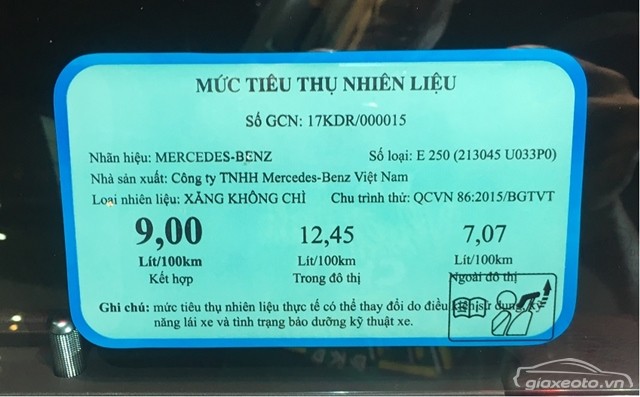 MỨC TIÊU THỤ NHIÊN LIỆU
Số GCN: 17KDR/000015
Nhãn hiệu: MERCEDES-BENZ Số loại: E 250 (213045 U033P0)
Nhà sản xuất: Công ty TNHH Mercedes-Benz Việt Nam
Loại nhiên liệu: XĂNG KHÔNG CHÌ Chu trình thử: QCVN 86:2015/BGTVT
9,00 12,45 7,07
Lít/100km Lít/100km Lít/100km
Kết hợp Trong đô thị Ngoài đô thị
Ghi chú: mức tiêu thụ nhiên liệu thực tế có thể thay đổi do điều kiện sử dụng, kỹ
năng lái xe và tình trạng bảo dưỡng kỹ thuật xe.
giaxeoto.vn